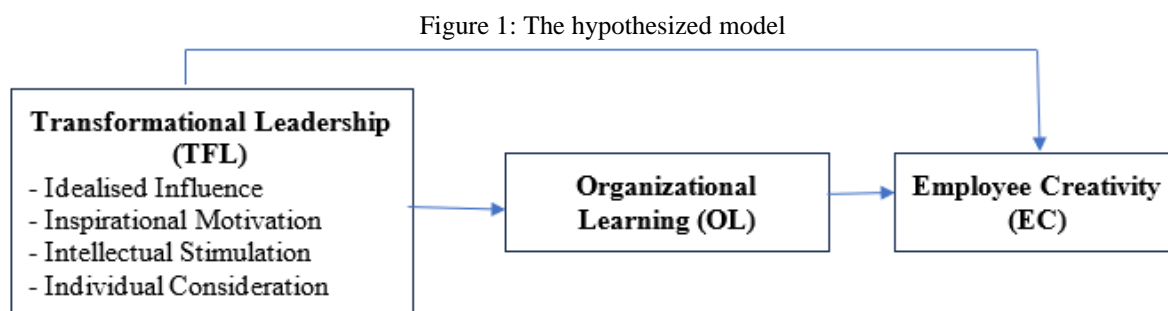 Figure 1: The hypothesized model
Transformational Leadership
(TFL)
- Idealised Influence
- Inspirational Motivation
- Intellectual Stimulation
- Individual Consideration
Organizational
Learning (OL)
Employee Creativity
(EC)